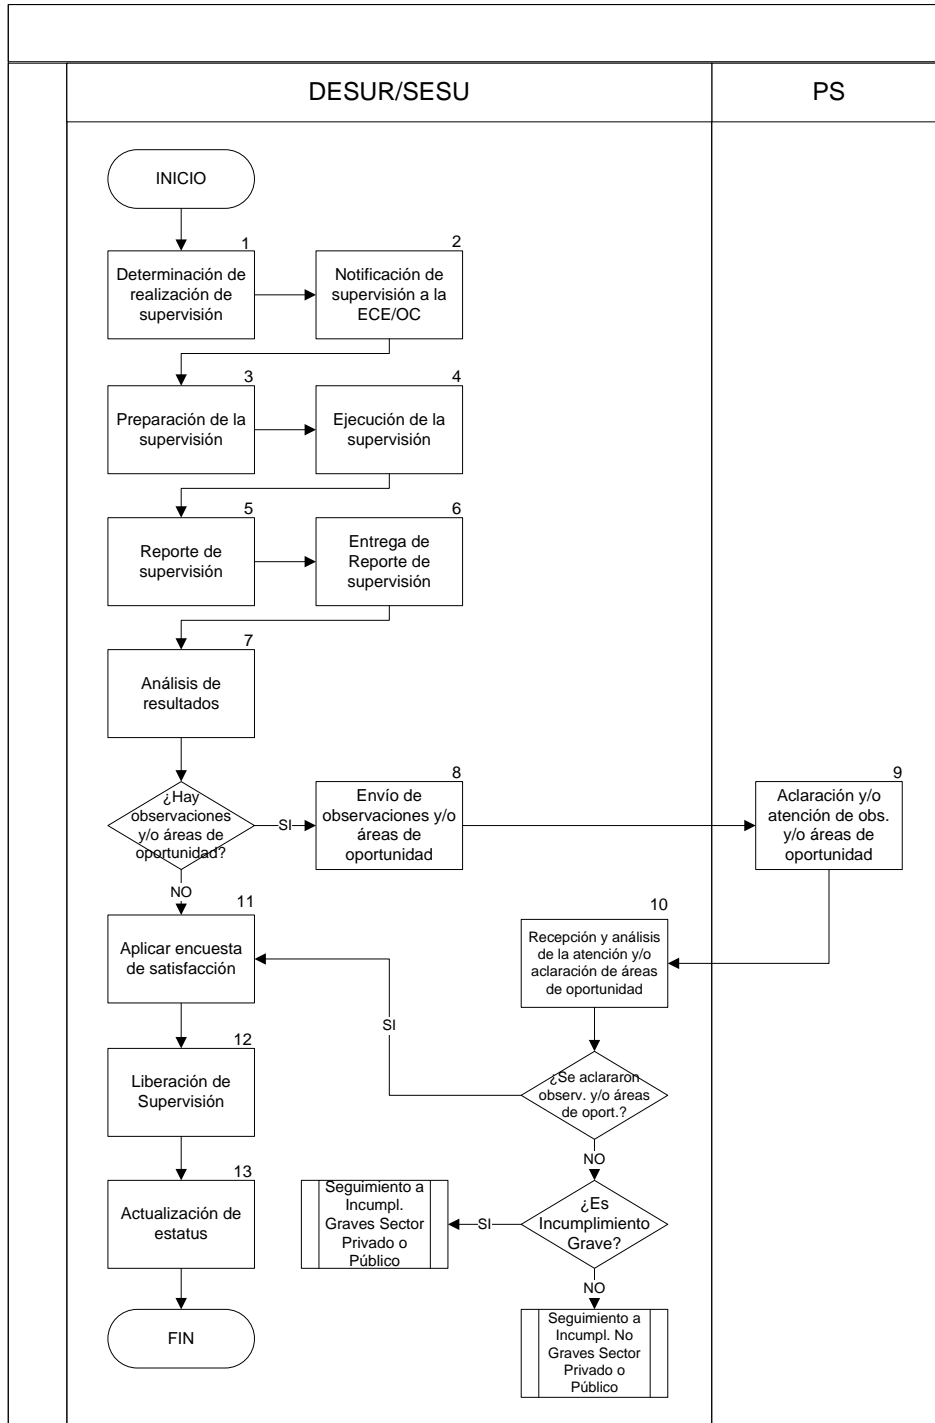 DESUR/SESU
PS
INICIO
1
Determinación de
realización de
supervisión
2
Notificación de
supervisión a la
ECE/OC
3
Preparación de la
supervisión
4
Ejecución de la
supervisión
5
Reporte de
supervisión
6
Entrega de
Reporte de
supervisión
7
Análisis de
resultados
¿Hay
observaciones
y/o áreas de
oportunidad?
SI
8
Envío de
observaciones y/o
áreas de
oportunidad
9
Aclaración y/o
atención de obs.
y/o áreas de
oportunidad
NO
10
Recepción y análisis
de la atención y/o
aclaración de áreas
de oportunidad
11
Aplicar encuesta
de satisfacción
SI
¿Se aclararon
observ. y/o áreas
de oport.?
12
Liberación de
Supervisión
NO
13
Actualización de
estatus
¿Es
Incumplimiento
Grave?
SI
Seguimiento a
Incumpl.
Graves Sector
Privado o
Público
NO
Seguimiento a
Incumpl. No
Graves Sector
Privado o
Público
FIN